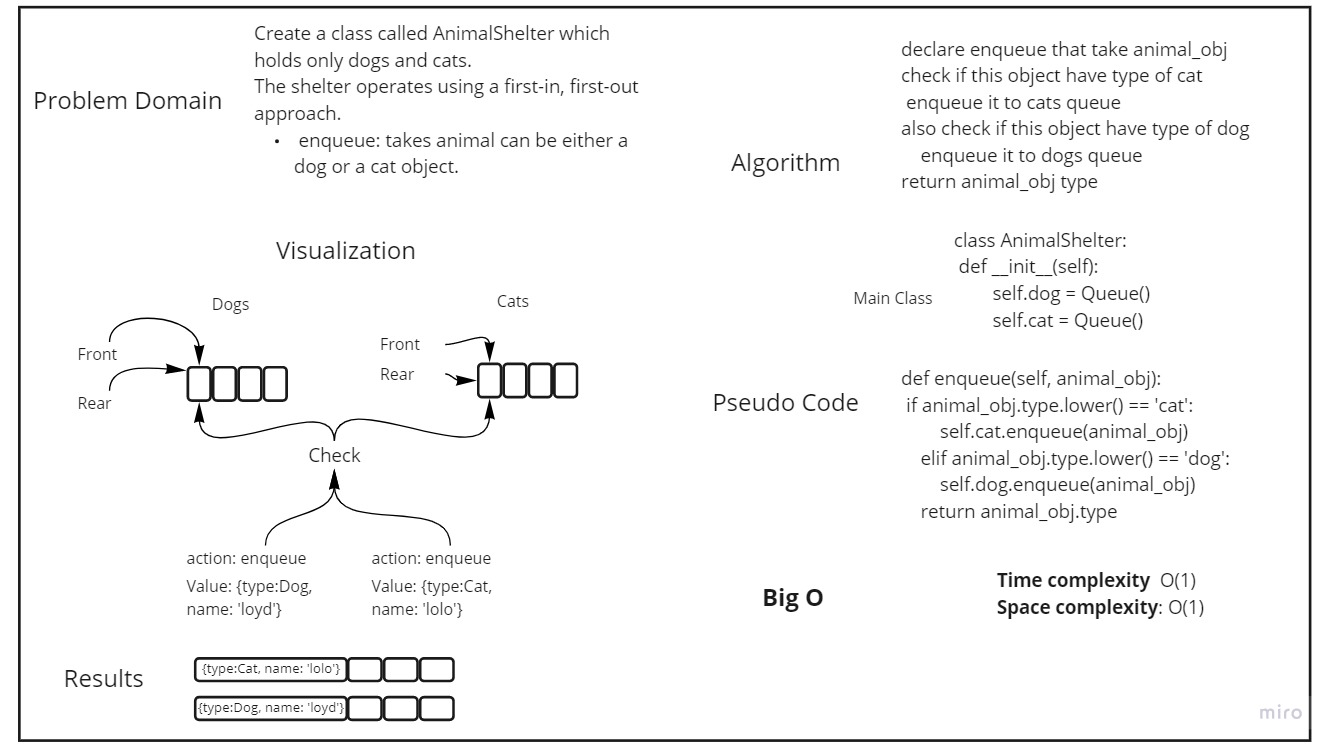 Problem Domain
Create a class called AnimalShelter which
holds only dogs and cats.
The shelter operates using a first-in, first-out
approach.
• enqueue: takes animal can be either a
dog or a cat object.
Visualization
Dogs
Cats
Front
Rear
Front
Rear
Check
action: enqueue
Value: {type:Dog,
name: 'loyd'}
action: enqueue
Value: {type:Cat,
name: 'lolo'}
Results
{type:Cat, name: 'lolo'}
{type:Dog, name: 'loyd'}
Algorithm
declare enqueue that take animal_obj
check if this object have type of cat
enqueue it to cats queue
also check if this object have type of dog
enqueue it to dogs queue
return animal_obj type
Main Class
class AnimalShelter:
def __init__(self):
self.dog = Queue()
self.cat = Queue()
Pseudo Code
def enqueue(self, animal_obj):
if animal_obj.type.lower() == 'cat':
self.cat.enqueue(animal_obj)
elif animal_obj.type.lower() == 'dog':
self.dog.enqueue(animal_obj)
return animal_obj.type
Big O
Time complexity O(1)
Space complexity: O(1)
miro